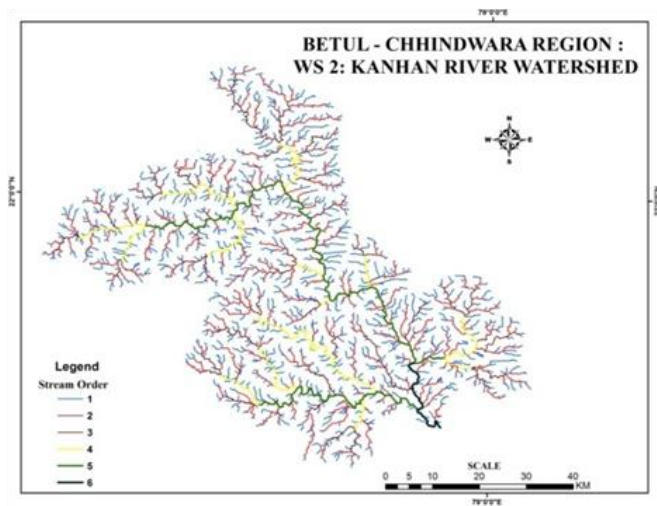 79°0'0"E
BETUL - CHHINDWARA REGION :
WS 2: KANHAN RIVER WATERSHED
N
W E
S
22°0'0"N
Legend
Stream Order
1
2
3
4
5
6
SCALE
0 5 10 20 30 40
KM
79°0'0"E